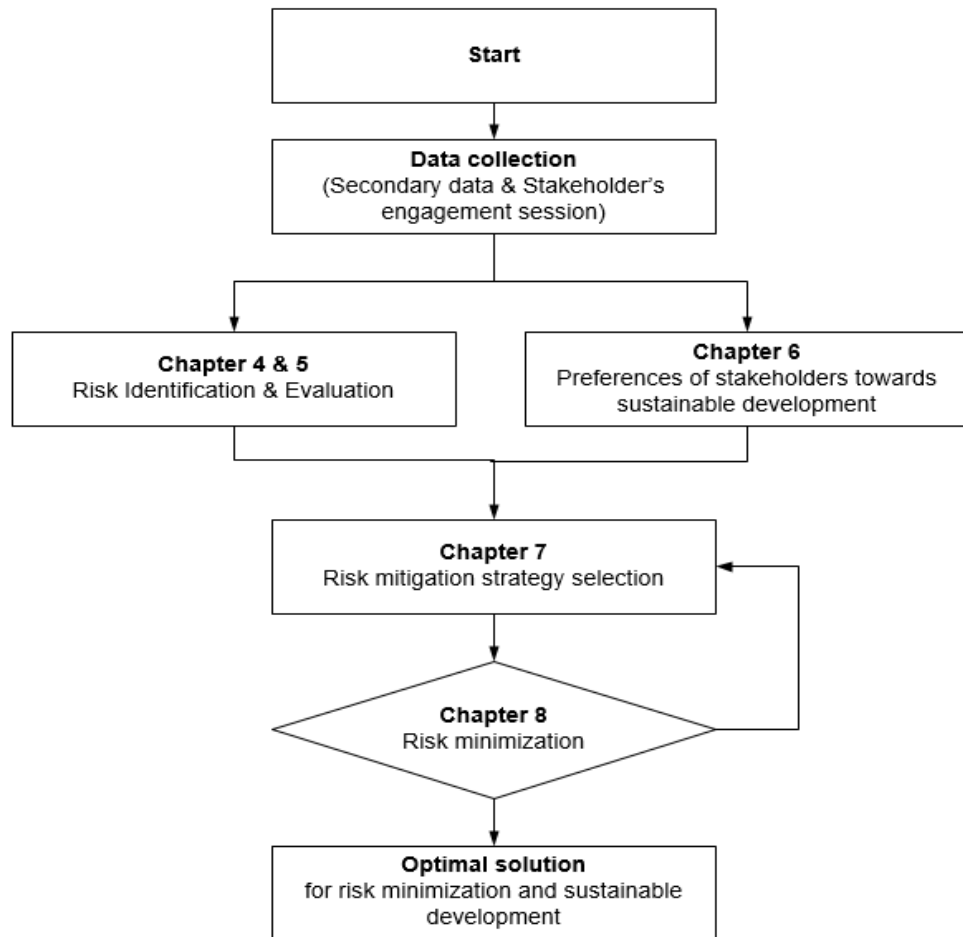 Start
Data collection
(Secondary data & Stakeholder's
engagement session)
Chapter 4 & 5
Risk Identification & Evaluation
Chapter 6
Preferences of stakeholders towards
sustainable development
Chapter 7
Risk mitigation strategy selection
Chapter 8
Risk minimization
Optimal solution
for risk minimization and sustainable
development